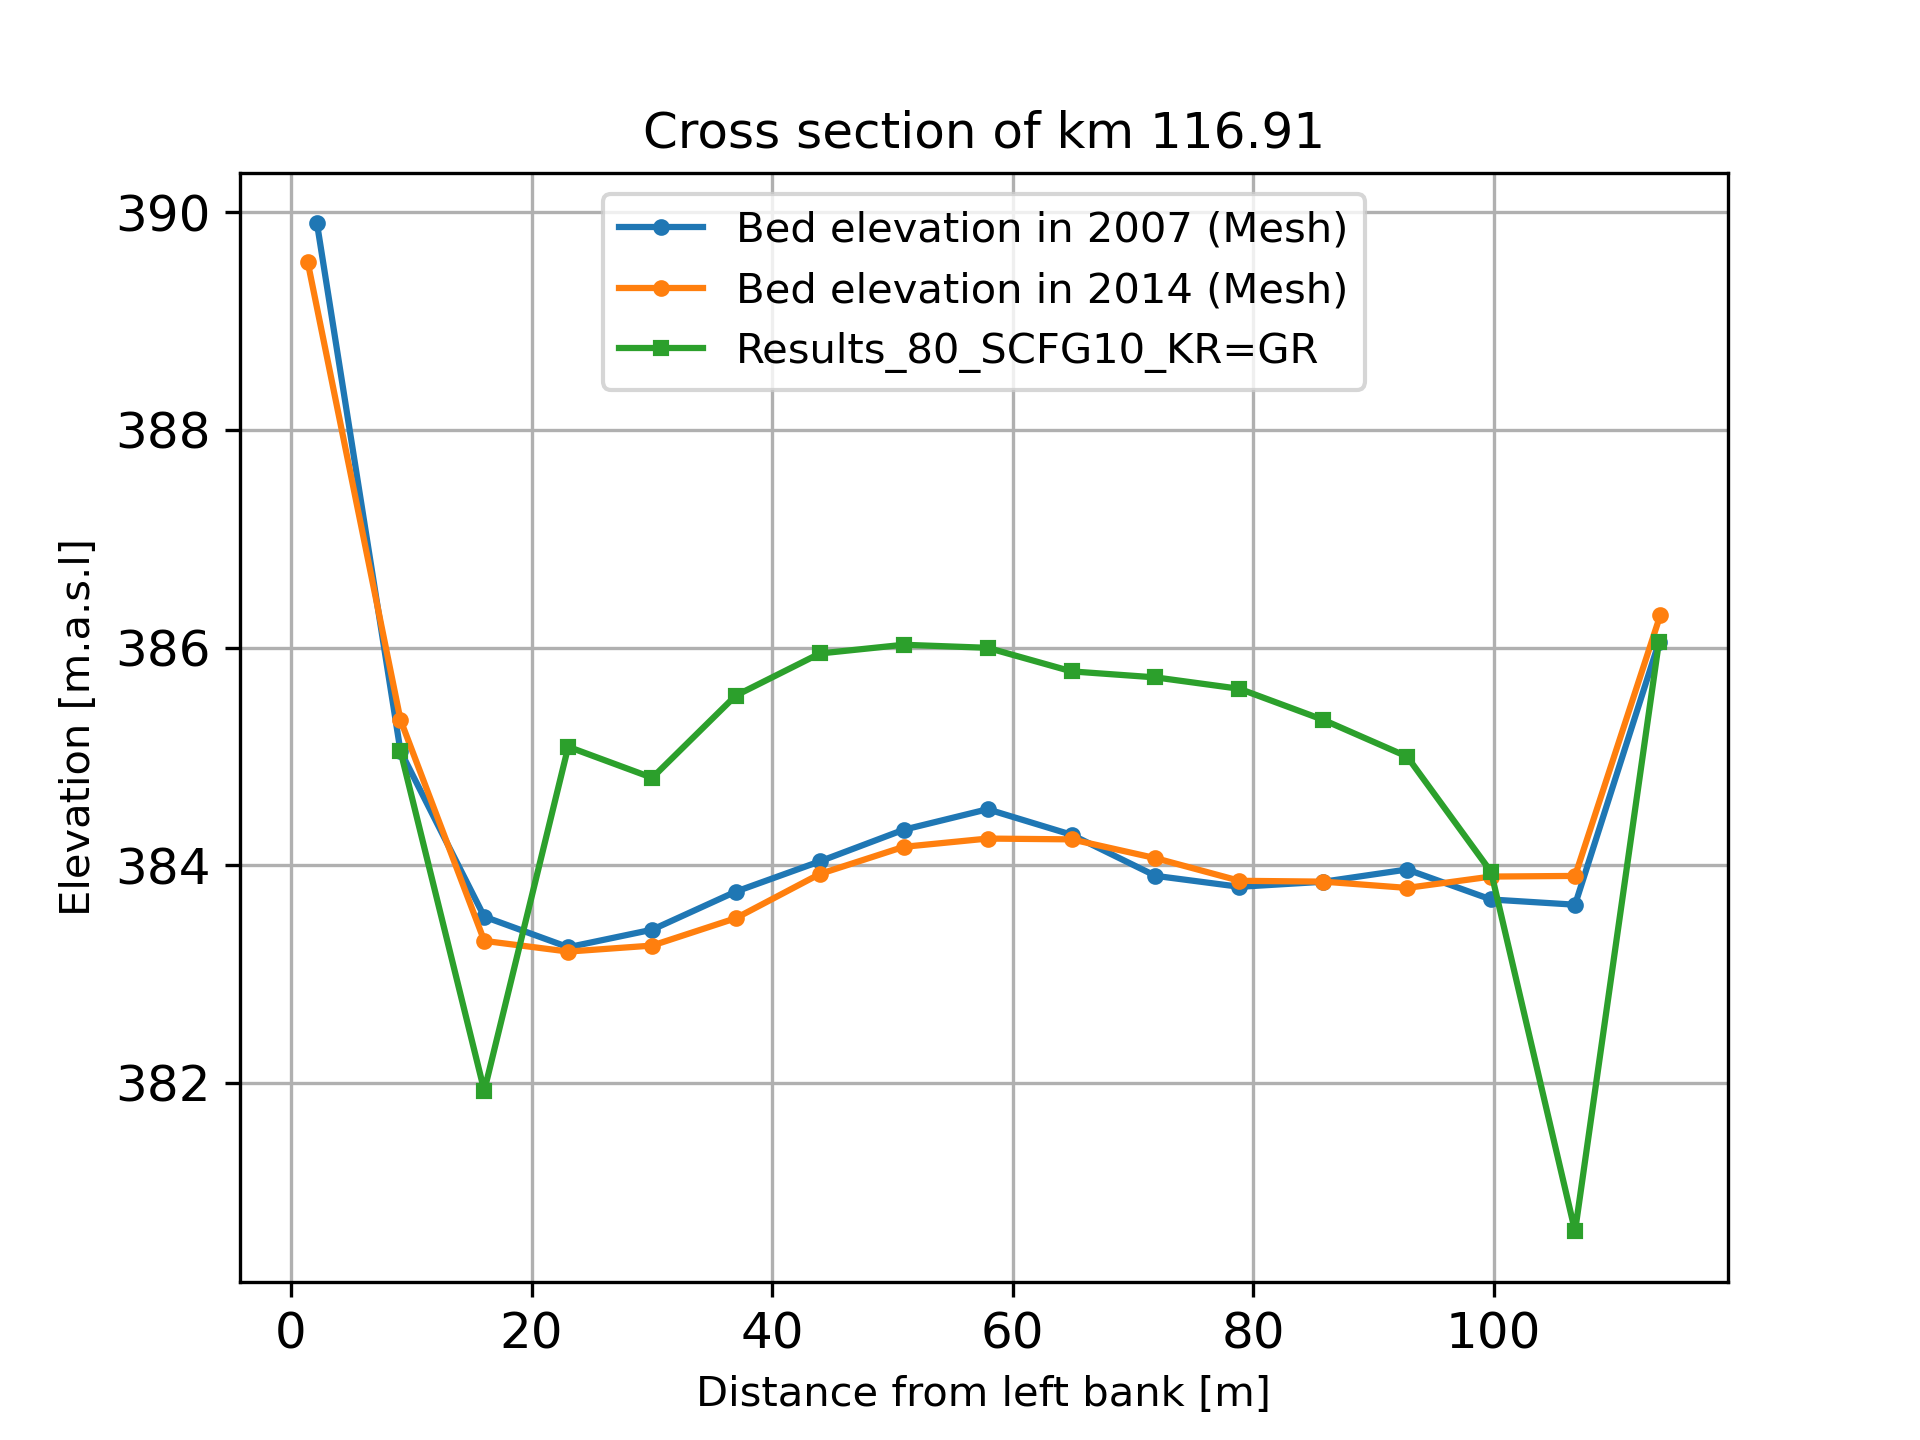 Cross section of km 116.91
Bed elevation in 2007 (Mesh)
Bed elevation in 2014 (Mesh)
Results_80_SCFG10_KR=GR
390
388
386
384
382
Elevation [m.a.s.l]
0 20 40 60 80 100
Distance from left bank [m]